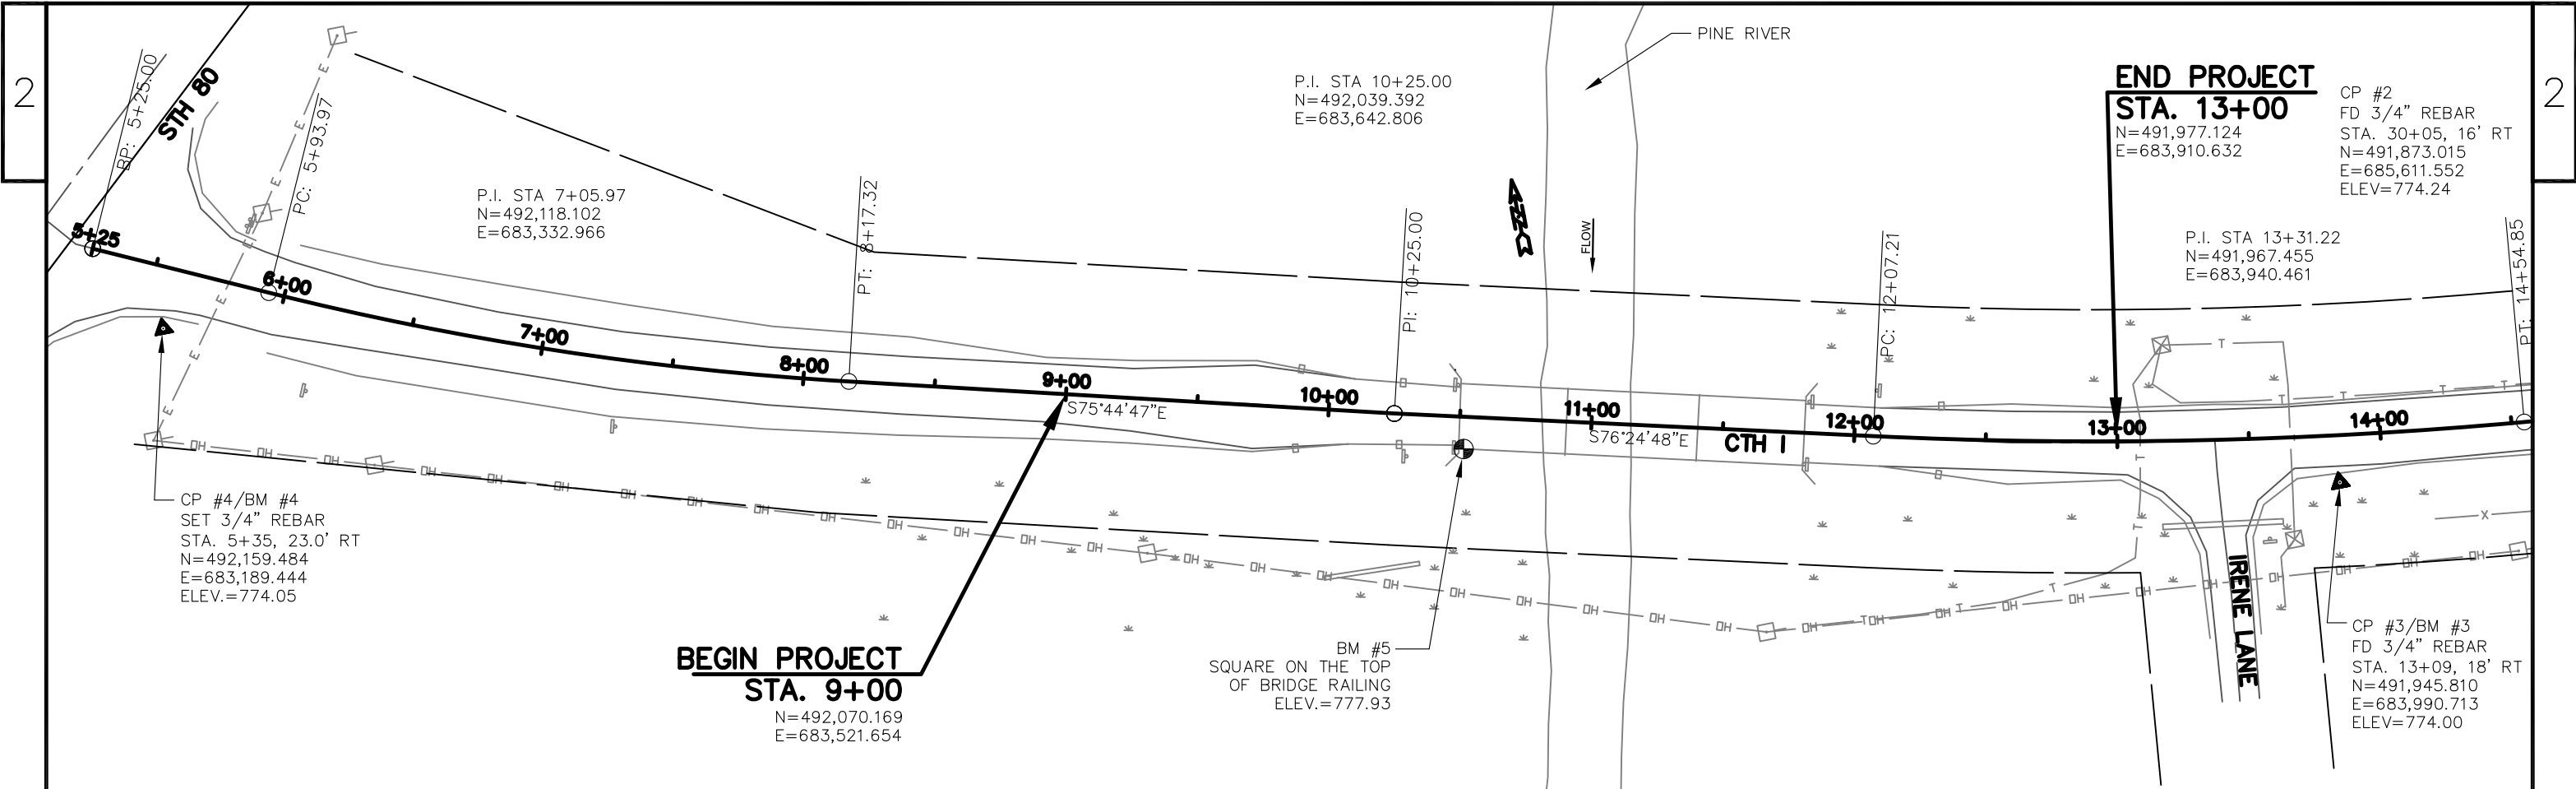 2
2
PINE RIVER
BP: 5+25.00
STH 80
PC: 5+93.97
P.I. STA 10+25.00
N=492,039.392
E=683,642.806
END PROJECT
STA. 13+00
N=491,977.124
E=683,910.632
CP #2
FD 3/4" REBAR
STA. 30+05, 16' RT
N=491,873.015
E=685,611.552
ELEV=774.24
P.I. STA 7+05.97
N=492,118.102
E=683,332.966
PT: 8+17.32
PI: 10+25.00
FLOW
PC: 12+07.21
P.I. STA 13+31.22
N=491,967.455
E=683,940.461
PT: 14+54.85
5+25
6+00
7+00
8+00
9+00
S75°44'47"E
10+00
11+00
S76°24'48"E
CTH I
12+00
13+00
14+00
CP #4/BM #4
SET 3/4" REBAR
STA. 5+35, 23.0' RT
N=492,159.484
E=683,189.444
ELEV.=774.05
BEGIN PROJECT
STA. 9+00
N=492,070.169
E=683,521.654
BM #5
SQUARE ON THE TOP
OF BRIDGE RAILING
ELEV.=777.93
IRENE LANE
CP #3/BM #3
FD 3/4" REBAR
STA. 13+09, 18' RT
N=491,945.810
E=683,990.713
ELEV=774.00